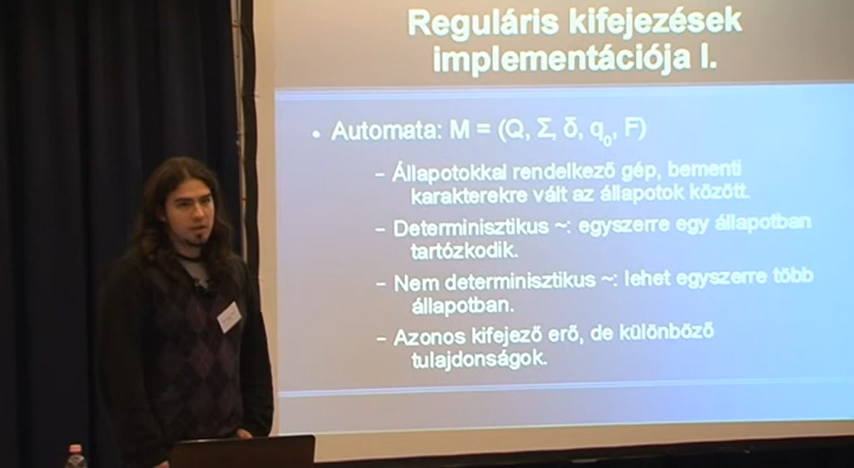 Reguláris kifejezések
implementációja I.
• Automata: M = (Q, Σ, δ, q₀, F)
– Állapotokkal rendelkező gép, bementi
karakterekre vált az állapotok között.
– Determinisztikus ~: egyszerre egy állapotban
tartózkodik.
– Nem determinisztikus ~: lehet egyszerre több
állapotban.
– Azonos kifejező erő, de különböző
tulajdonságok.